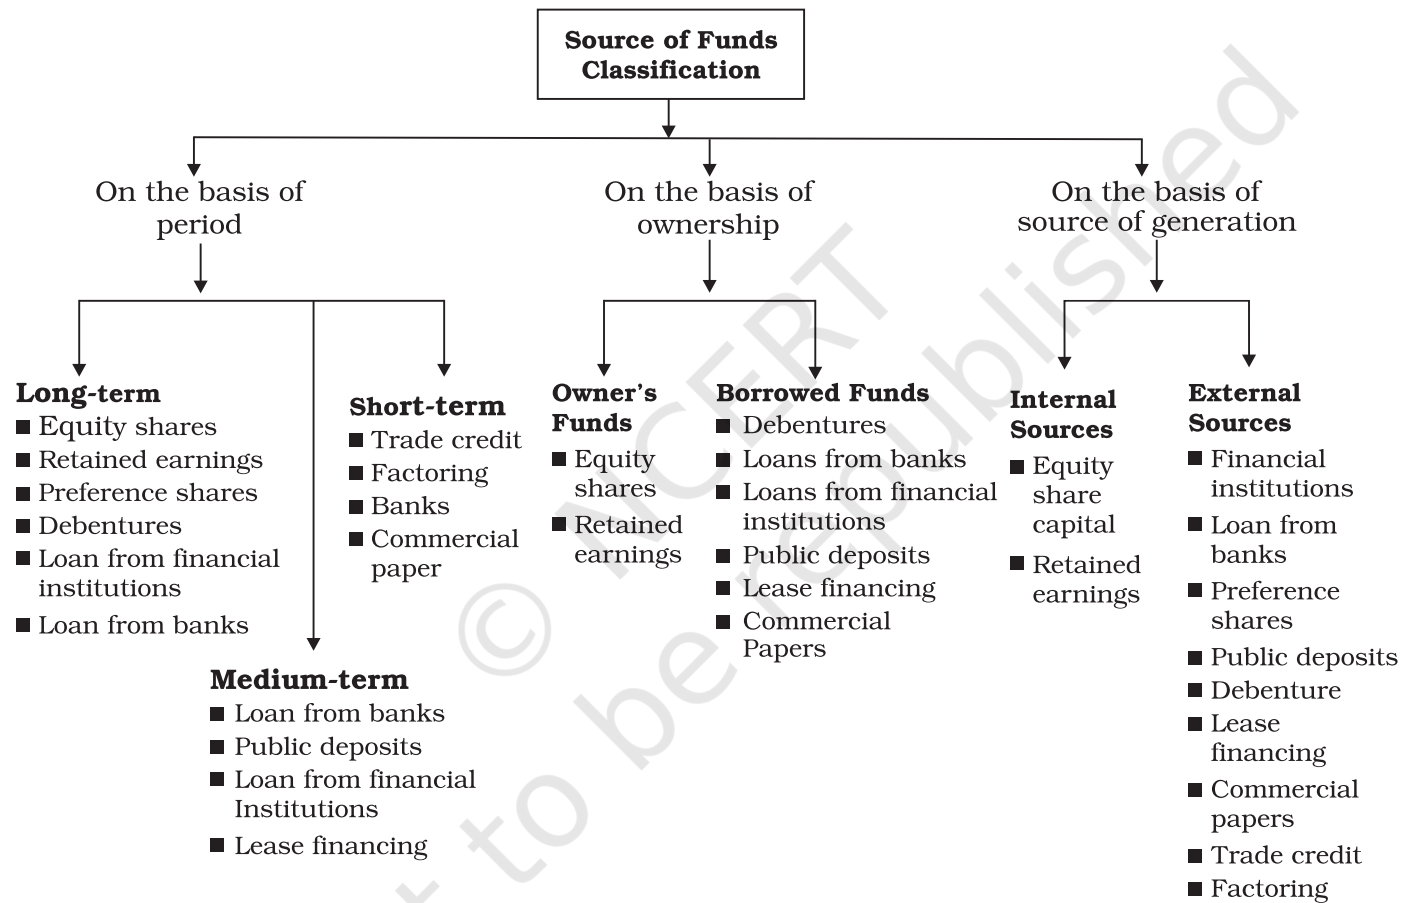 Source of Funds
Classification
On the basis of
period
On the basis of
ownership
On the basis of
source of generation
Long-term
■ Equity shares
■ Retained earnings
■ Preference shares
■ Debentures
■ Loan from financial
institutions
■ Loan from banks
Short-term
■ Trade credit
■ Factoring
■ Banks
■ Commercial
paper
Medium-term
■ Loan from banks
■ Public deposits
■ Loan from financial
Institutions
■ Lease financing
Owner's
Funds
■ Equity
shares
■ Retained
earnings
Borrowed Funds
■ Debentures
■ Loans from banks
■ Loans from financial
institutions
■ Public deposits
■ Lease financing
■ Commercial
Papers
Internal
Sources
■ Equity
share
capital
■ Retained
earnings
External
Sources
■ Financial
institutions
■ Loan from
banks
■ Preference
shares
■ Public deposits
■ Debenture
■ Lease
financing
■ Commercial
papers
■ Trade credit
■ Factoring
© NCERT
to be republished